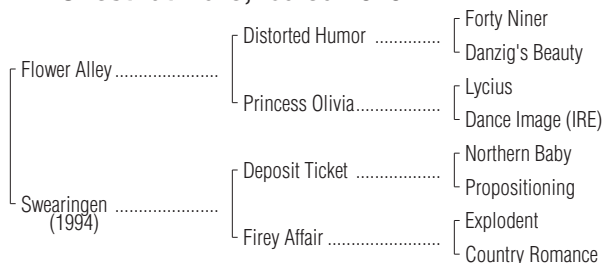 Forty Niner
Distorted Humor ................
Danzig's Beauty
Flower Alley .....................
Lycius
Princess Olivia.................
Dance Image (IRE)
Northern Baby
Deposit Ticket .................
Propositioning
Swearingen .....................
(1994)
Explodent
Firey Affair ....................
Country Romance